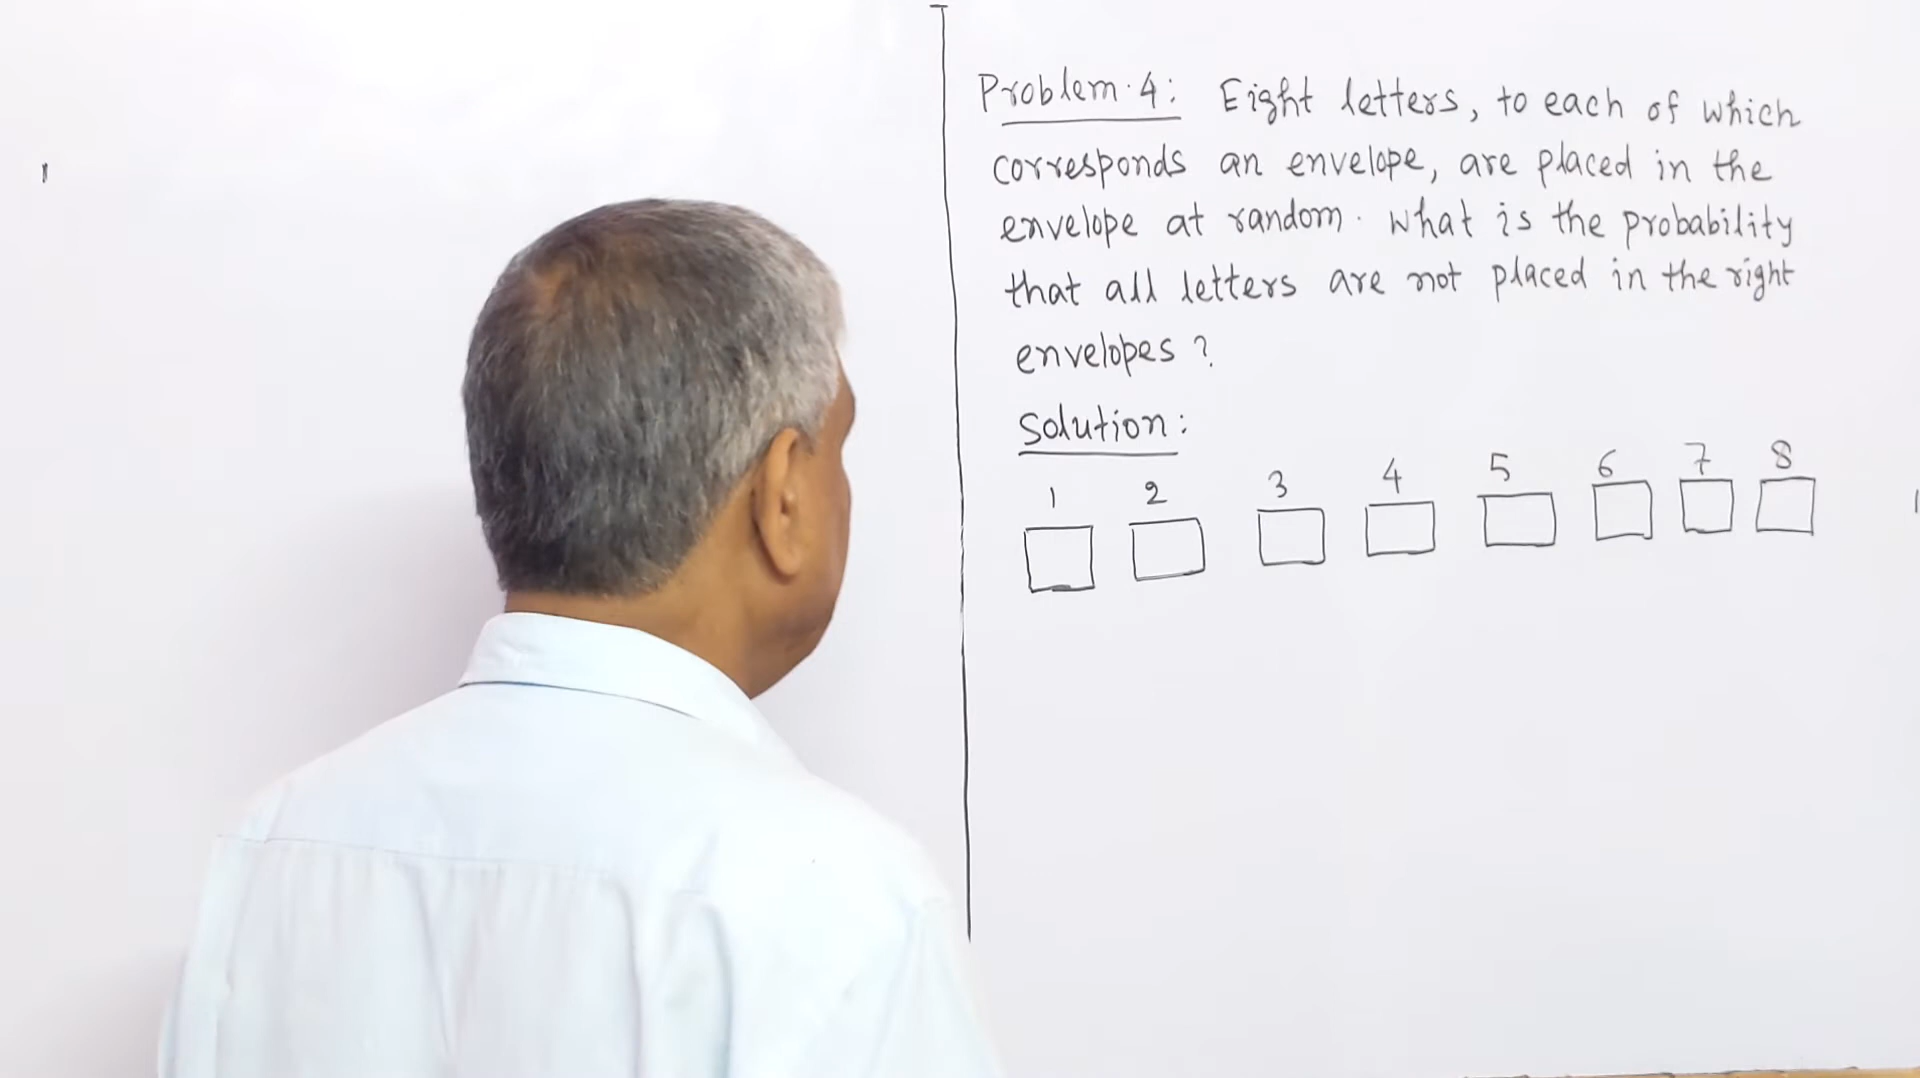 Problem.4: Eight letters, to each of which
corresponds an envelope, are placed in the
envelope at random. What is the probability
that all letters are not placed in the right
envelopes?
Solution:
1 2 3 4 5 6 7 8